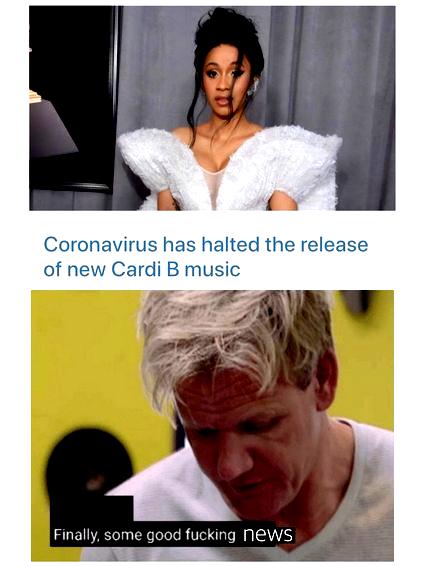 Coronavirus has halted the release
of new Cardi B music
Finally, some good fucking news